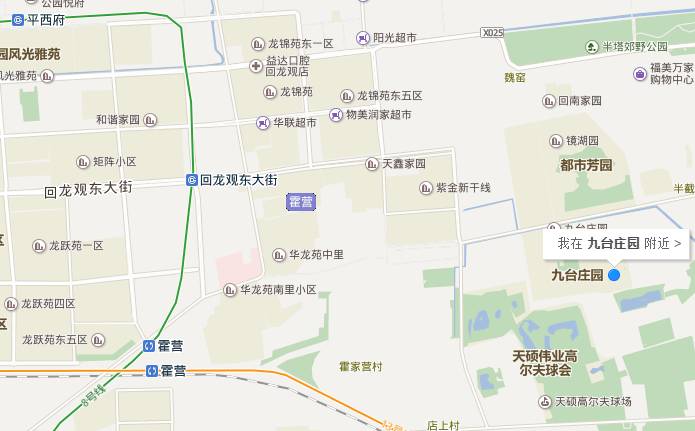 公园悦府
平西府
龙锦苑东一区
阳光超市
X025
半塔郊野公园
园风光雅苑
风光雅苑
益达口腔
回龙观店
福美万家
购物中心
魏窑
龙锦苑
龙锦苑东五区
回南家园
和谐家园
华联超市
物美润家超市
镜湖园
矩阵小区
天鑫家园
都市芳园
回龙观东大街
回龙观东大街
紫金新干线
半截
霍营
九台庄园
我在 九台庄园 附近 >
区
龙跃苑一区
华龙苑中里
九台庄园
华龙苑南里小区
龙跃苑四区
区
龙跃苑东五区
霍营
天硕伟业高
尔夫球会
霍营
霍家营村
8号线
天硕高尔夫球场
13号
店上村